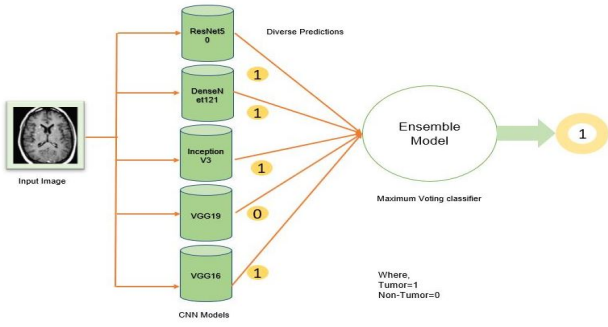 ResNet5
0
Diverse Predictions
1
DenseN
et121
1
Inception
V3
1
VGG19
0
VGG16
1
Input Image
CNN Models
Ensemble
Model
Maximum Voting classifier
1
Where,
Tumor=1
Non-Tumor=0